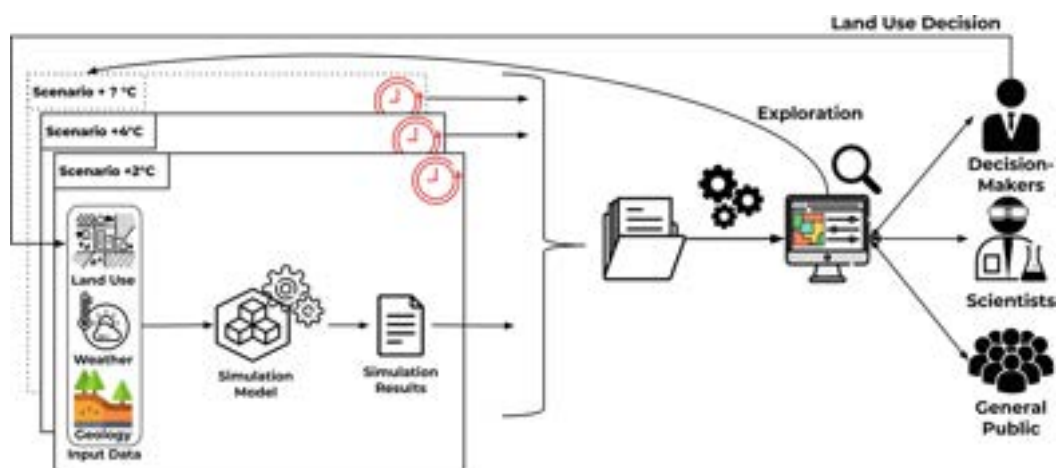 Land Use Decision
Scenario + ? °C
Scenario +4°C
Scenario +2°C
Exploration
Decision-
Makers
Land Use
Scientists
Weather
Simulation
Model
Simulation
Results
General
Public
Geology
Input Data